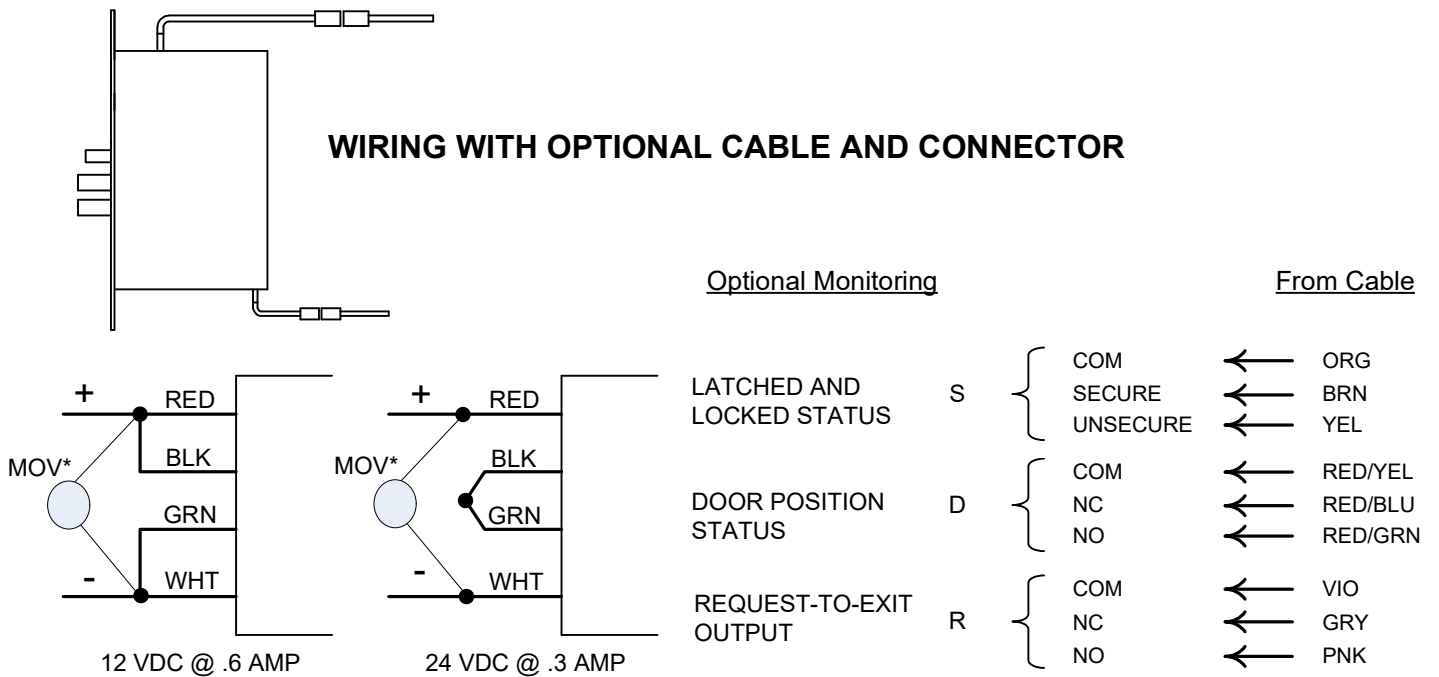 WIRING WITH OPTIONAL CABLE AND CONNECTOR
Optional Monitoring
From Cable
+
RED
BLK
MOV*
GRN
-
WHT
12 VDC @ .6 AMP
+
RED
BLK
MOV*
GRN
-
WHT
24 VDC @ .3 AMP
LATCHED AND
LOCKED STATUS
S
COM ORG
SECURE BRN
UNSECURE YEL
DOOR POSITION
STATUS
D
COM RED/YEL
NC RED/BLU
NO RED/GRN
REQUEST-TO-EXIT
OUTPUT
R
COM VIO
NC GRY
NO PNK